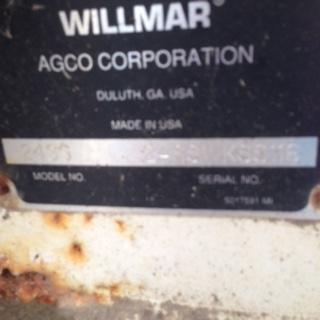 WILLMAR®
AGCO CORPORATION
DULUTH, GA. USA
MADE IN USA
MODEL NO. SERIAL NO.